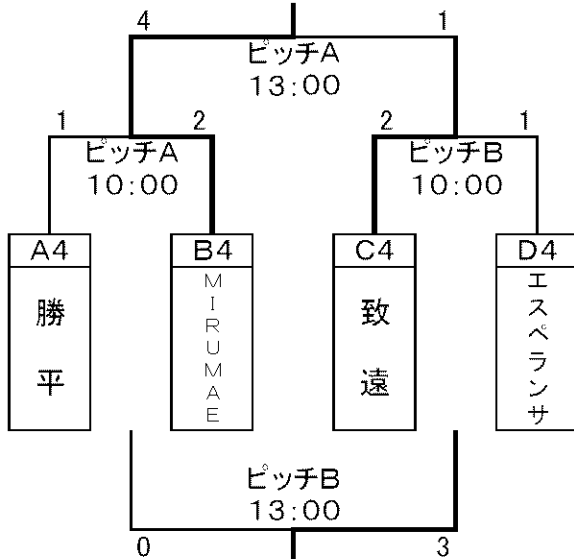 4 1
ピッチA
13:00
1 2 2 1
ピッチA ピッチB
10:00 10:00
A4 B4 C4 D4
勝平
MIRUMAE
致遠
エスペランサ
ピッチB
13:00
0 3